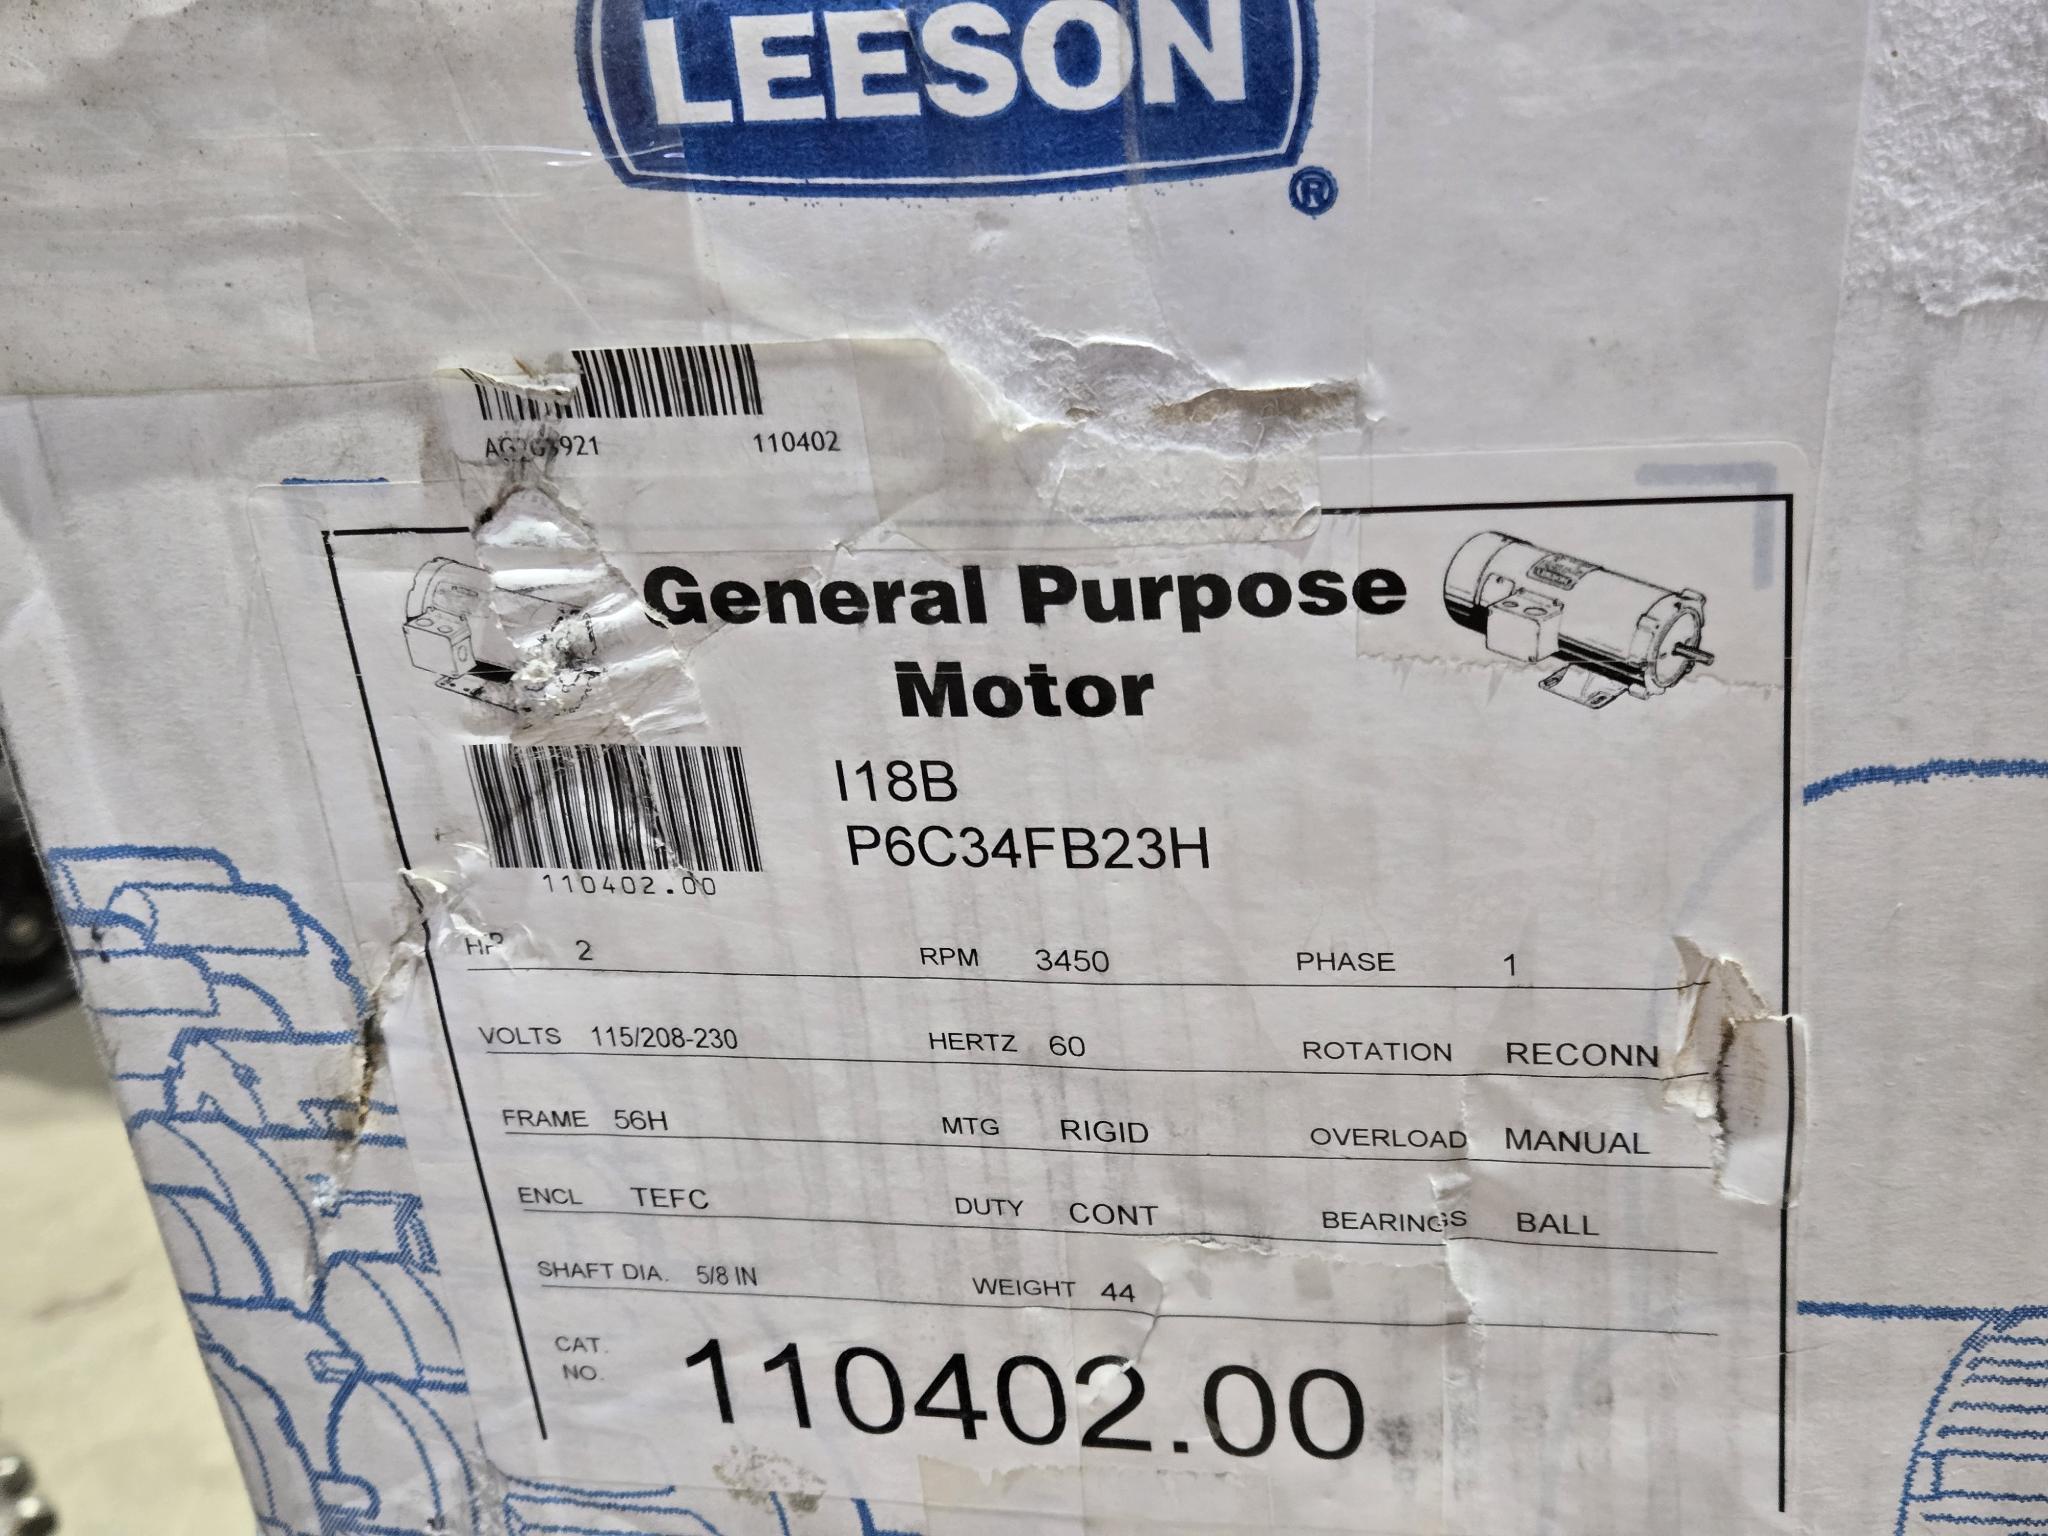 LEESON
®
110402
General Purpose
Motor
I18B
P6C34FB23H
110402.00
HP 2 RPM 3450 PHASE 1
VOLTS 115/208-230 HERTZ 60 ROTATION RECONN
FRAME 56H MTG RIGID OVERLOAD MANUAL
ENCL TEFC DUTY CONT BEARINGS BALL
SHAFT DIA. 5/8 IN WEIGHT 44
CAT.
NO. 110402.00